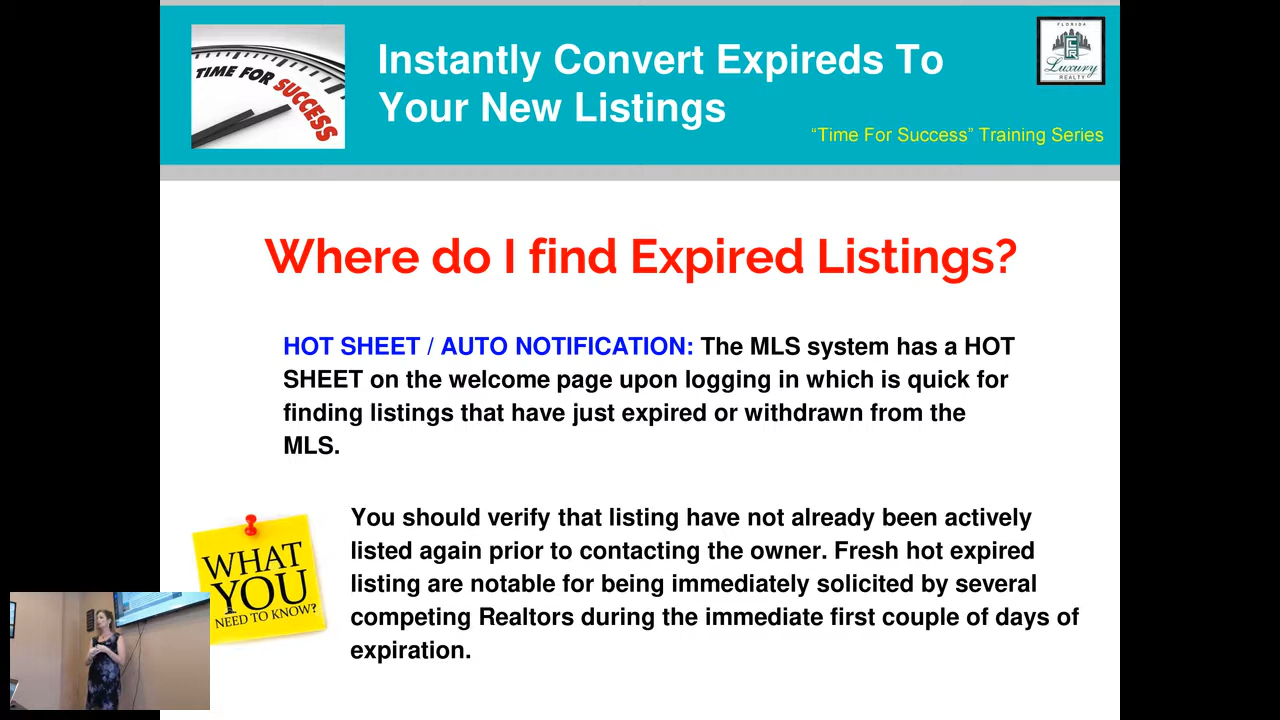 TIME FOR SUCCESS
Instantly Convert Expireds To
Your New Listings
FLORIDA
Luxury
REALTY
“Time For Success” Training Series
Where do I find Expired Listings?
HOT SHEET / AUTO NOTIFICATION: The MLS system has a HOT
SHEET on the welcome page upon logging in which is quick for
finding listings that have just expired or withdrawn from the
MLS.
WHAT
YOU
NEED TO KNOW?
You should verify that listing have not already been actively
listed again prior to contacting the owner. Fresh hot expired
listing are notable for being immediately solicited by several
competing Realtors during the immediate first couple of days of
expiration.